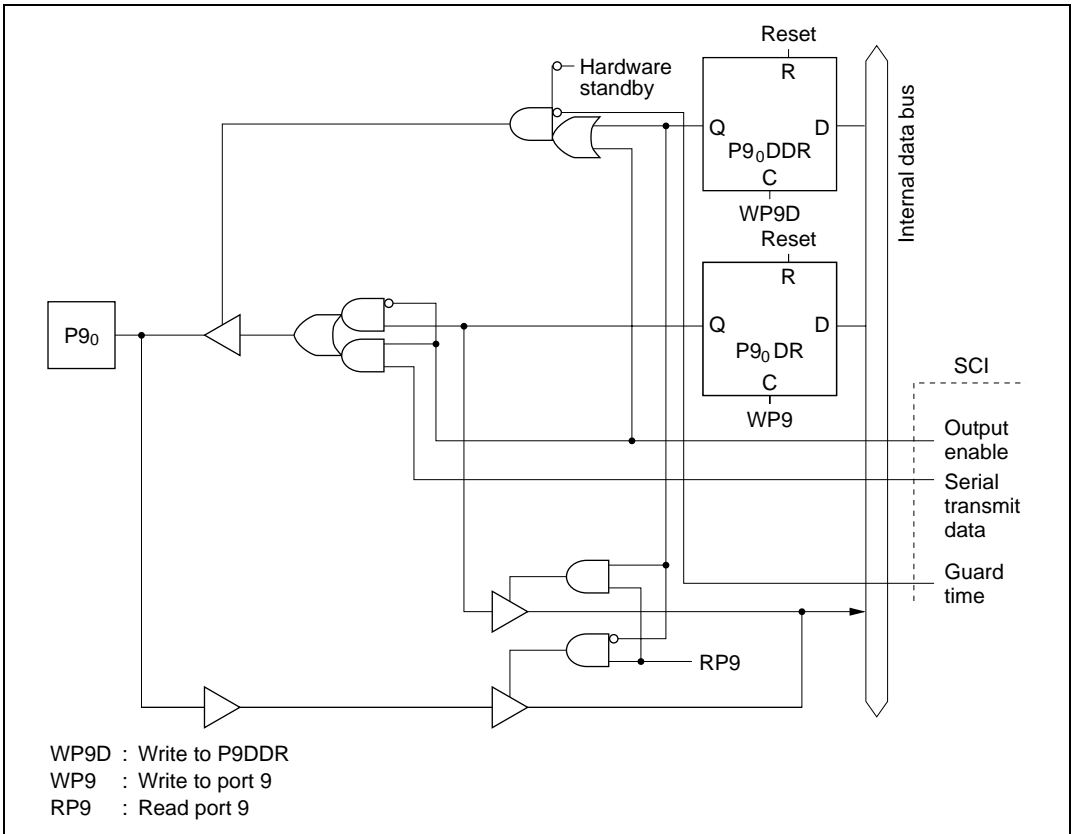 Reset
R
Hardware
standby
Q
D
P9₀DDR
C
WP9D
Internal data bus
Reset
R
Q
D
P9₀DR
C
WP9
P9₀
SCI
Output
enable
Serial
transmit
data
Guard
time
RP9
WP9D : Write to P9DDR
WP9 : Write to port 9
RP9 : Read port 9